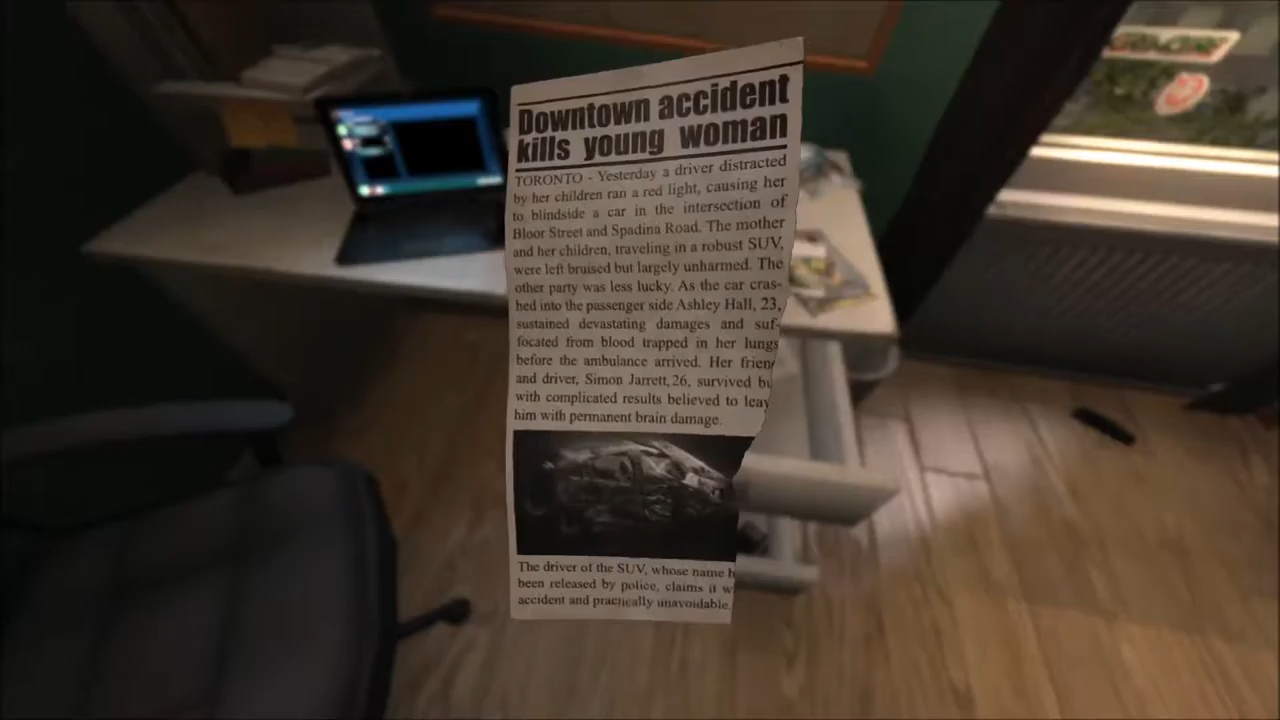 Downtown accident
kills young woman
TORONTO - Yesterday a driver distracted
by her children ran a red light, causing her
to blindside a car in the intersection of
Bloor Street and Spadina Road. The mother
and her children, traveling in a robust SUV,
were left bruised but largely unharmed. The
other party was less lucky. As the car cras-
hed into the passenger side Ashley Hall, 23,
sustained devastating damages and suf-
focated from blood trapped in her lungs
before the ambulance arrived. Her frien
and driver, Simon Jarrett, 26, survived bu
with complicated results believed to leav
him with permanent brain damage.
The driver of the SUV, whose name h
been released by police, claims it w
accident and practically unavoidable.